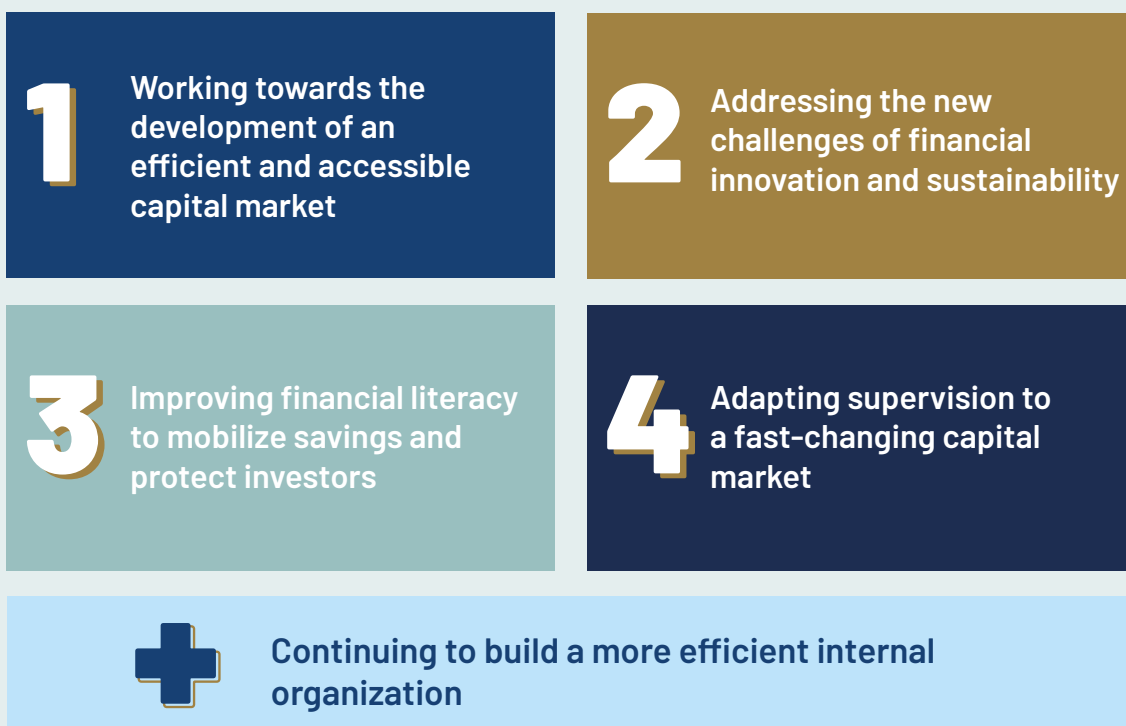 1
Working towards the
development of an
efficient and accessible
capital market
2
Addressing the new
challenges of financial
innovation and sustainability
3
Improving financial literacy
to mobilize savings and
protect investors
4
Adapting supervision to
a fast-changing capital
market
Continuing to build a more efficient internal
organization